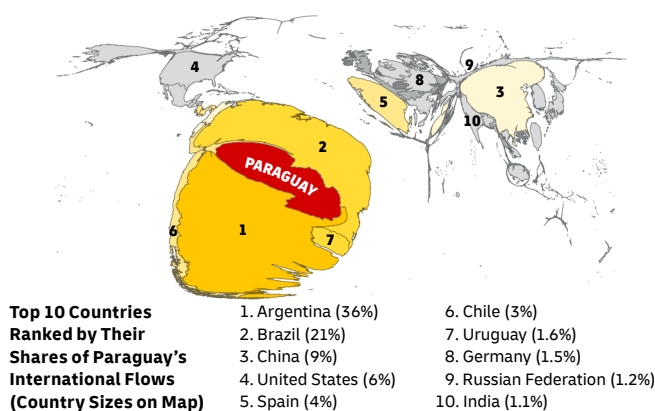 4
9
8
3
5
10
2
PARAGUAY
1
6
7
Top 10 Countries
Ranked by Their
Shares of Paraguay's
International Flows
(Country Sizes on Map)
1. Argentina (36%)
2. Brazil (21%)
3. China (9%)
4. United States (6%)
5. Spain (4%)
6. Chile (3%)
7. Uruguay (1.6%)
8. Germany (1.5%)
9. Russian Federation (1.2%)
10. India (1.1%)